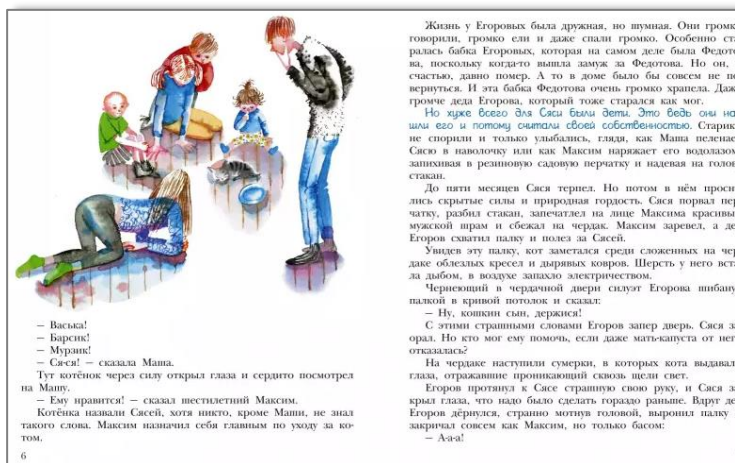 — Васька!
— Барсик!
— Мурзик!
— Ся-ся! — сказала Маша.
Тут котёнок через силу открыл глаза и сердито посмотрел
на Машу.
— Ему нравится! — сказал шестилетний Максим.
Котёнка назвали Сясей, хотя никто, кроме Маши, не знал
такого слова. Максим назначил себя главным по уходу за ко-
том.
6
Жизнь у Егоровых была дружная, но шумная. Они громк
говорили, громко ели и даже спали громко. Особенно ста
ралась бабка Егоровых, которая на самом деле была Федото
ва, поскольку когда-то вышла замуж за Федотова. Но он,
счастью, давно помер. А то в доме было бы совсем не по
вернуться. И эта бабка Федотова очень громко храпела. Даж
громче деда Егорова, который тоже старался как мог.
Но хуже всего для Сяси были дети. Это ведь они на
шли его и потому считали своей собственностью. Старик
не спорили и только улыбались, глядя, как Маша пеленае
Сясю в наволочку или как Максим наряжает его водолазом
запихивая в резиновую садовую перчатку и надевая на голов
стакан.
До пяти месяцев Сяся терпел. Но потом в нём просн
лись скрытые силы и природная гордость. Сяся порвал пер
чатку, разбил стакан, запечатлел на лице Максима красивы
мужской шрам и сбежал на чердак. Максим заревел, а де
Егоров схватил палку и полез за Сясей.
Увидев эту палку, кот заметался среди сложенных на чер
даке облезлых кресел и дырявых ковров. Шерсть у него вст
ла дыбом, в воздухе запахло электричеством.
Чернеющий в чердачной двери силуэт Егорова шибану
палкой в кривой потолок и сказал:
— Ну, кошкин сын, держися!
С этими страшными словами Егоров запер дверь. Сяся за
орал. Но кто мог ему помочь, если даже мать-капуста от нег
отказалась?
На чердаке наступили сумерки, в которых кота выдавал
глаза, отражавшие проникающий сквозь щели свет.
Егоров протянул к Сясе страшную свою руку, и Сяся за
крыл глаза, что надо было сделать гораздо раньше. Вдруг де
Егоров дёрнулся, странно мотнув головой, выронил палку
закричал совсем как Максим, но только басом:
— А-а-а!